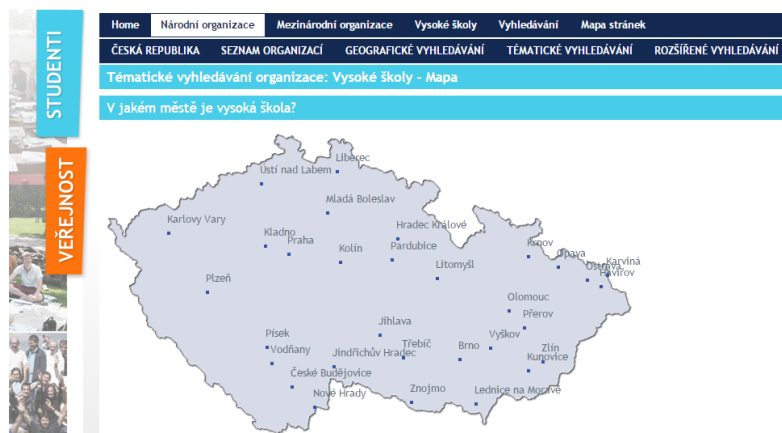 Home Národní organizace Mezinárodní organizace Vysoké školy Vyhledávání Mapa stránek
ČESKÁ REPUBLIKA SEZNAM ORGANIZACÍ GEOGRAFICKÉ VYHLEDÁVÁNÍ TÉMATICKÉ VYHLEDÁVÁNÍ ROZŠÍŘENÉ VYHLEDÁVÁNÍ
Tématické vyhledávání organizace: Vysoké školy - Mapa
V jakém městě je vysoká škola?
STUDENTI
VEŘEJNOST
Liberec
Ústí nad Labem
Mladá Boleslav
Karlovy Vary
Hradec Králové
Kladno
Praha
Kolín
Pardubice
Krnov
Opava
Karviná
Ostrava
Havířov
Litomyšl
Plzeň
Olomouc
Přerov
Jihlava
Písek
Vodňany
Jindřichův Hradec
Třebíč
Brno
Vyškov
Zlín
Kunovice
České Budějovice
Nové Hrady
Znojmo
Lednice na Moravě